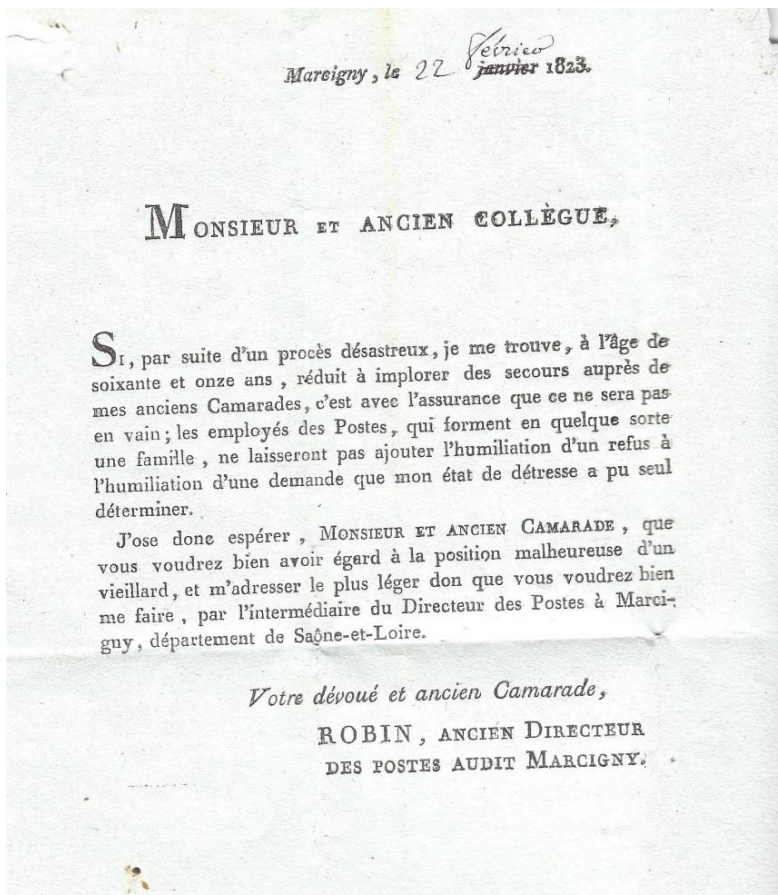 Marcigny, le 22 février janvier 1823.
MONSIEUR ET ANCIEN COLLÈGUE,
SI, par suite d'un procès désastreux, je me trouve, à l'âge de
soixante et onze ans, réduit à implorer des secours auprès de
mes anciens Camarades, c'est avec l'assurance que ce ne sera pas
en vain; les employés des Postes, qui forment en quelque sorte
une famille, ne laisseront pas ajouter l'humiliation d'un refus à
l'humiliation d'une demande que mon état de détresse a pu seul
déterminer.
J'ose donc espérer, MONSIEUR ET ANCIEN CAMARADE, que
vous voudrez bien avoir égard à la position malheureuse d'un
vieillard, et m'adresser le plus léger don que vous voudrez bien
me faire, par l'intermédiaire du Directeur des Postes à Marci-
gny, département de Saône-et-Loire.
Votre dévoué et ancien Camarade,
ROBIN, ANCIEN DIRECTEUR
DES POSTES AUDIT MARCIGNY.